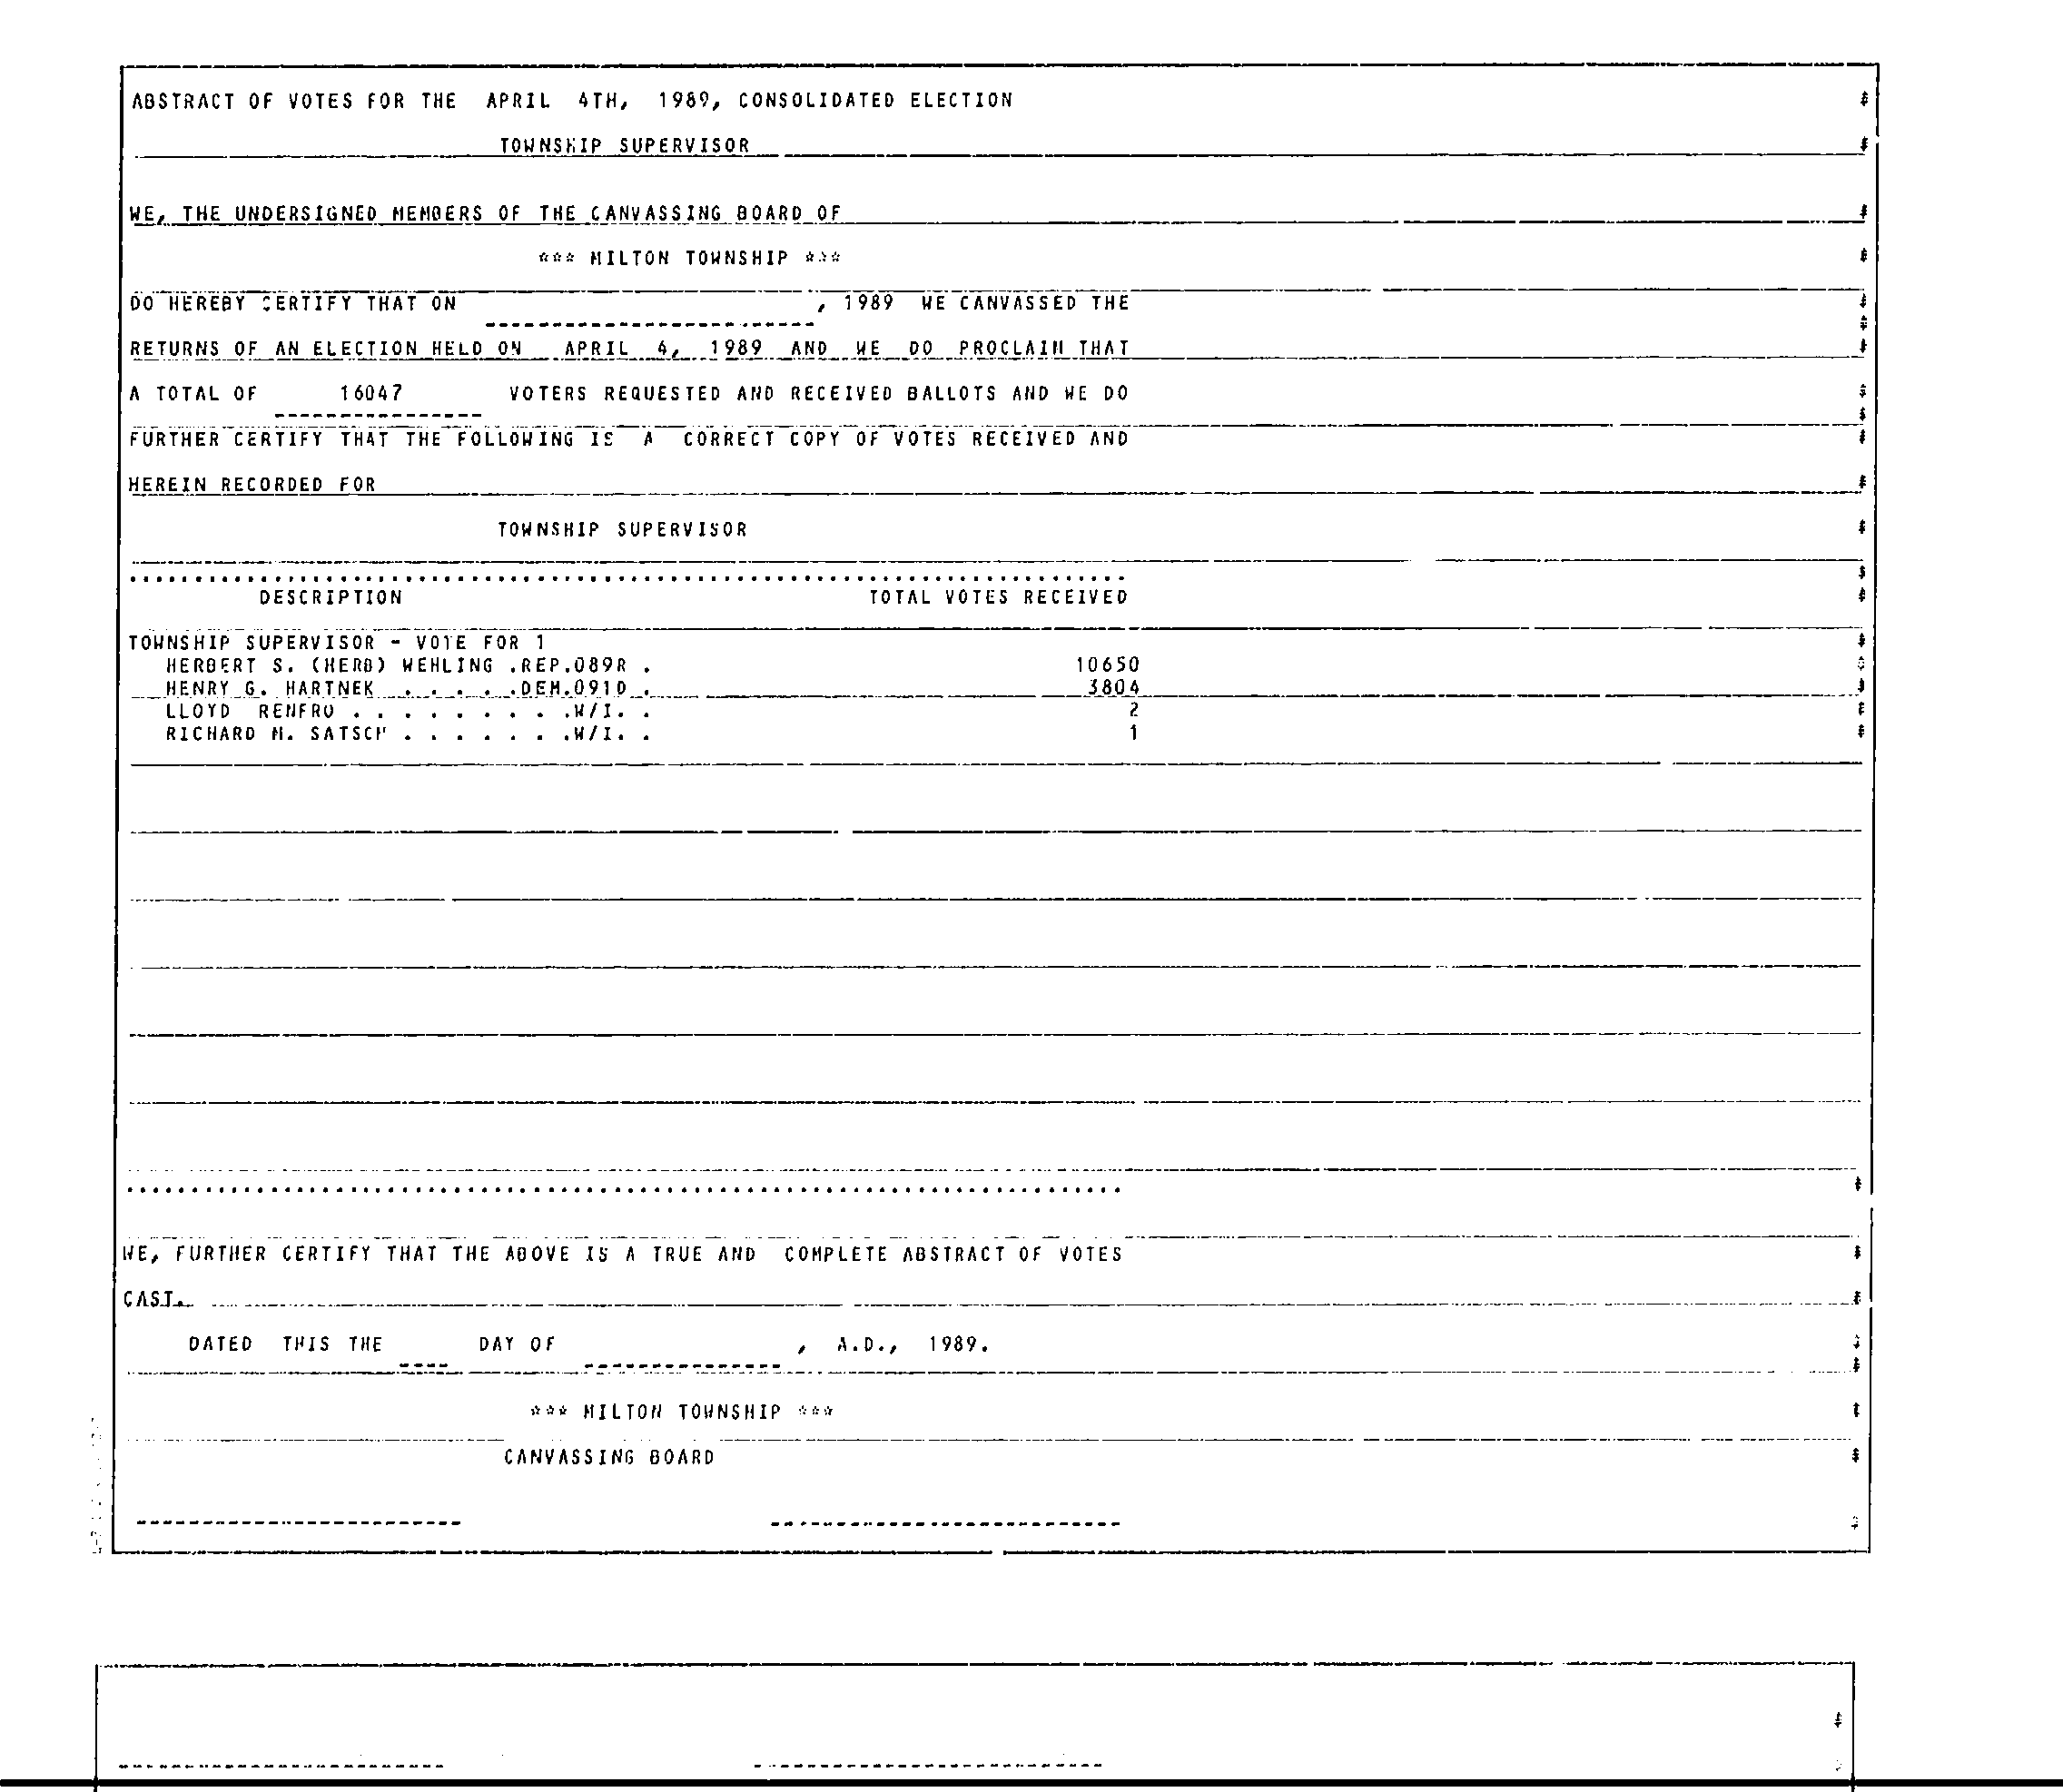 ABSTRACT OF VOTES FOR THE APRIL 4TH, 1989, CONSOLIDATED ELECTION
TOWNSHIP SUPERVISOR
WE, THE UNDERSIGNED MEMBERS OF THE CANVASSING BOARD OF
*** MILTON TOWNSHIP ***
DO HEREBY CERTIFY THAT ON , 1989 WE CANVASSED THE
RETURNS OF AN ELECTION HELD ON APRIL 4, 1989 AND WE DO PROCLAIM THAT
A TOTAL OF 16047 VOTERS REQUESTED AND RECEIVED BALLOTS AND WE DO
FURTHER CERTIFY THAT THE FOLLOWING IS A CORRECT COPY OF VOTES RECEIVED AND
HEREIN RECORDED FOR
TOWNSHIP SUPERVISOR
DESCRIPTION TOTAL VOTES RECEIVED
TOWNSHIP SUPERVISOR - VOTE FOR 1
HERBERT S. (HERB) WEHLING .REP.089R . 10650
HENRY G. HARTNEK . . . . .DEM.091D . 3804
LLOYD RENFRO . . . . . . . . .W/I. . 2
RICHARD M. SATSCH . . . . . . .W/I. . 1
WE, FURTHER CERTIFY THAT THE ABOVE IS A TRUE AND COMPLETE ABSTRACT OF VOTES
CAST.
DATED THIS THE DAY OF , A.D., 1989.
*** MILTON TOWNSHIP ***
CANVASSING BOARD